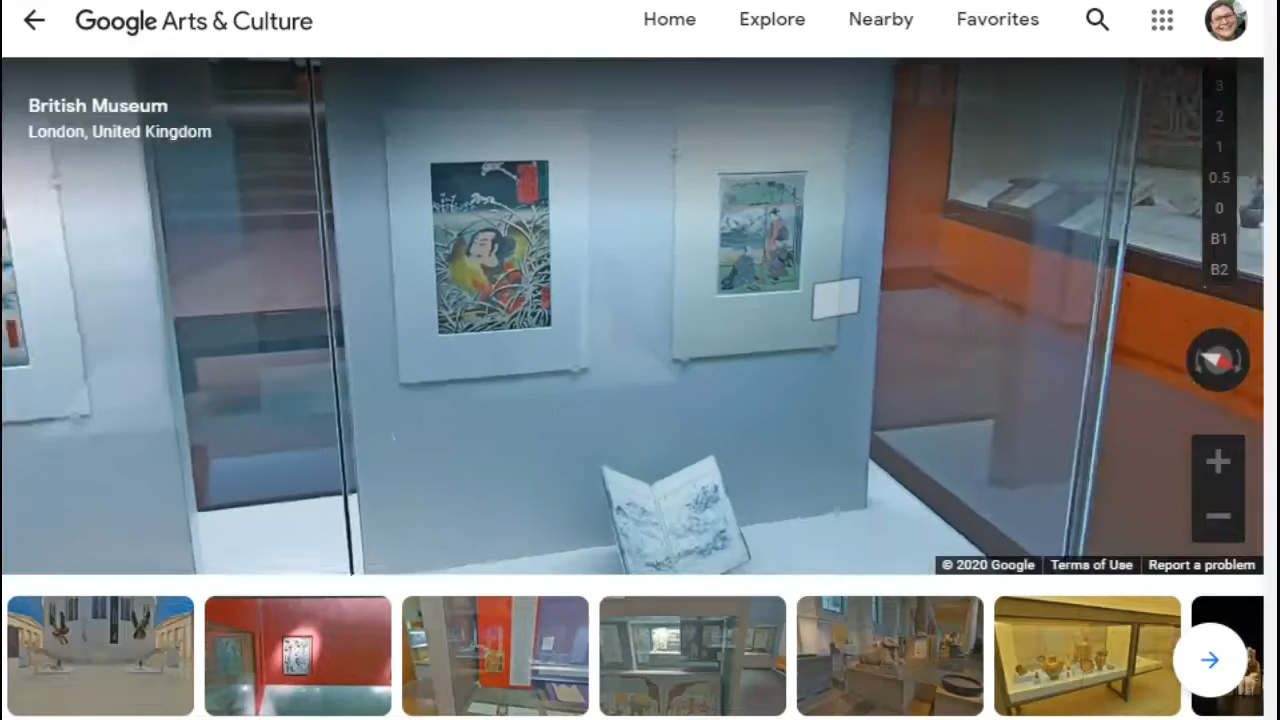 Google Arts & Culture
Home
Explore
Nearby
Favorites
British Museum
London, United Kingdom
3
2
1
0.5
0
B1
B2
© 2020 Google
Terms of Use
Report a problem